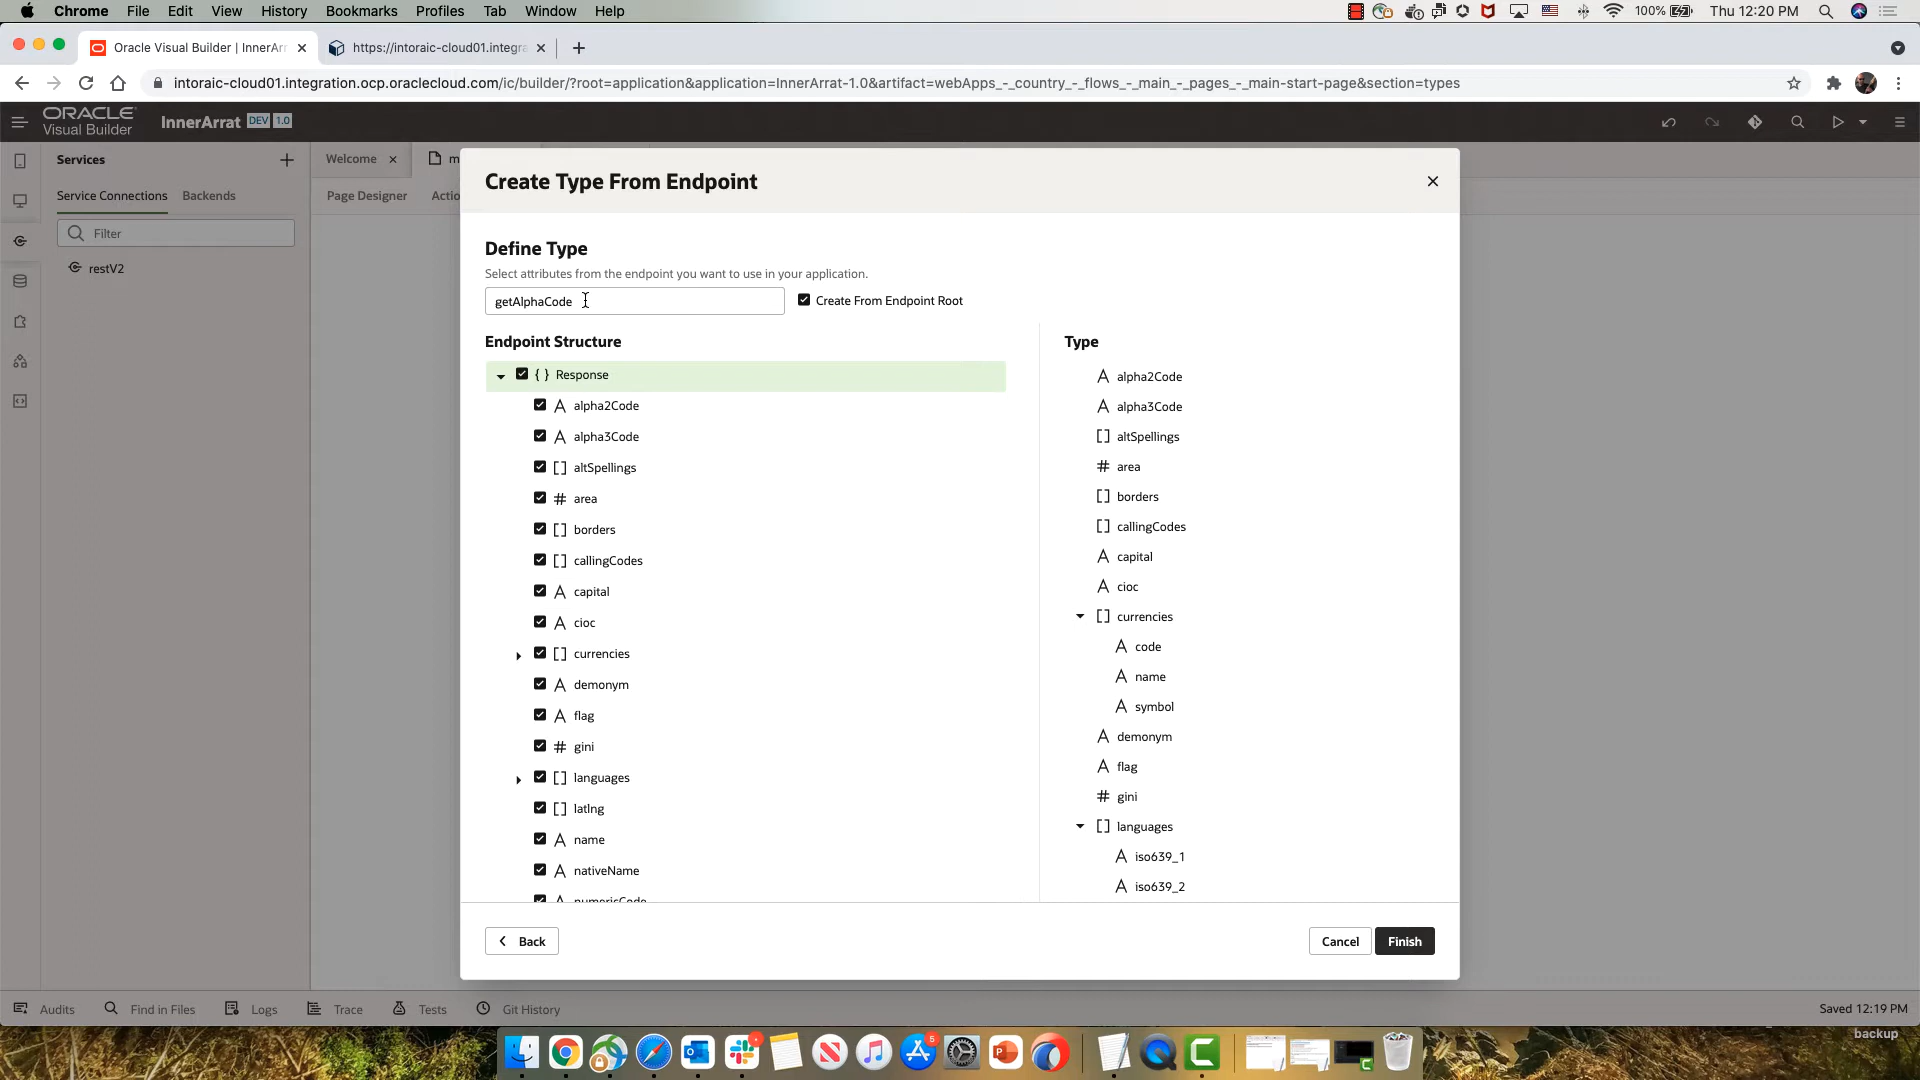 Chrome File Edit View History Bookmarks Profiles Tab Window Help 100% Thu 12:20 PM
Oracle Visual Builder | InnerArr https://intoraic-cloud01.integra
intoraic-cloud01.integration.ocp.oraclecloud.com/ic/builder/?root=application&application=InnerArrat-1.0&artifact=webApps_-_country_-_flows_-_main_-_pages_-_main-start-page&section=types
ORACLE
Visual Builder
InnerArrat DEV 1.0
Services
Welcome
Service Connections Backends
Page Designer Actio
Filter
restV2
Create Type From Endpoint
Define Type
Select attributes from the endpoint you want to use in your application.
getAlphaCode Create From Endpoint Root
Endpoint Structure
{ } Response
A alpha2Code
A alpha3Code
[ ] altSpellings
# area
[ ] borders
[ ] callingCodes
A capital
A cioc
[ ] currencies
A demonym
A flag
# gini
[ ] languages
[ ] latlng
A name
A nativeName
A numericCode
Type
A alpha2Code
A alpha3Code
[ ] altSpellings
# area
[ ] borders
[ ] callingCodes
A capital
A cioc
[ ] currencies
A code
A name
A symbol
A demonym
A flag
# gini
[ ] languages
A iso639_1
A iso639_2
Back Cancel Finish
Audits Find in Files Logs Trace Tests Git History Saved 12:19 PM
backup
5